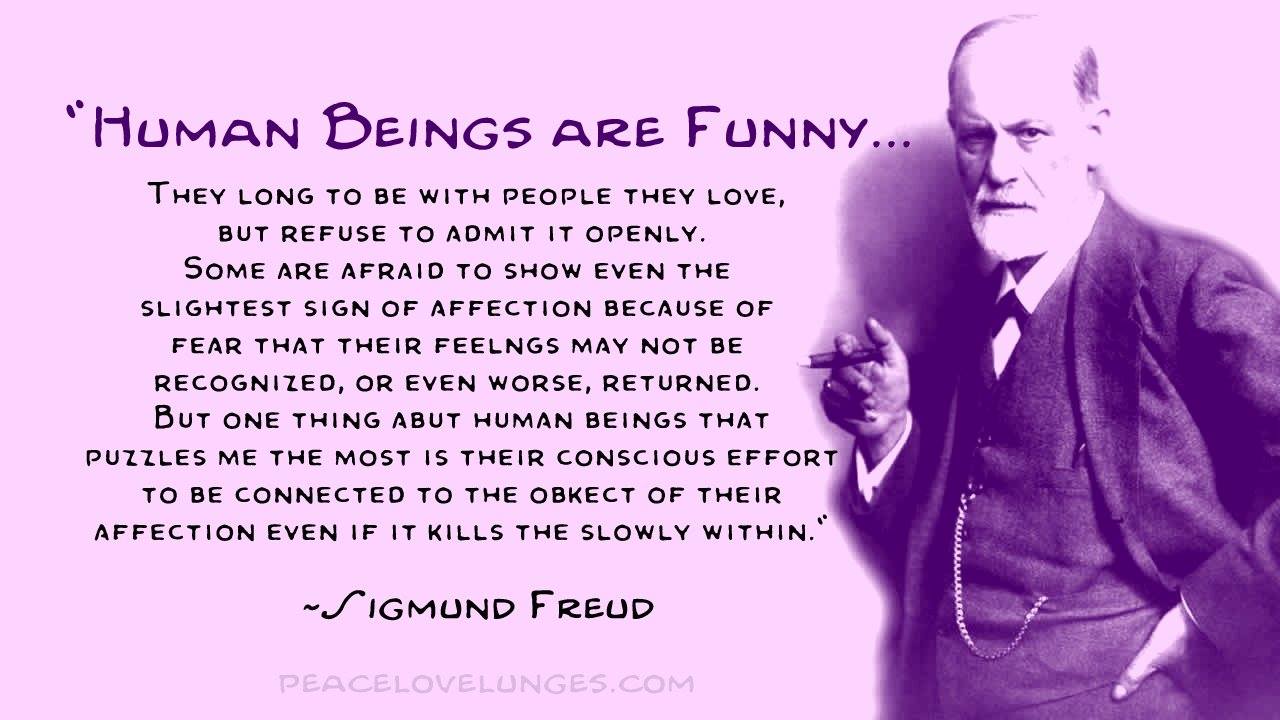 "Human Beings are Funny...
They long to be with people they love,
but refuse to admit it openly.
Some are afraid to show even the
slightest sign of affection because of
fear that their feelngs may not be
recognized, or even worse, returned.
But one thing abut human beings that
puzzles me the most is their conscious effort
to be connected to the obkect of their
affection even if it kills the slowly within."
~Sigmund Freud
peacelovelunges.com